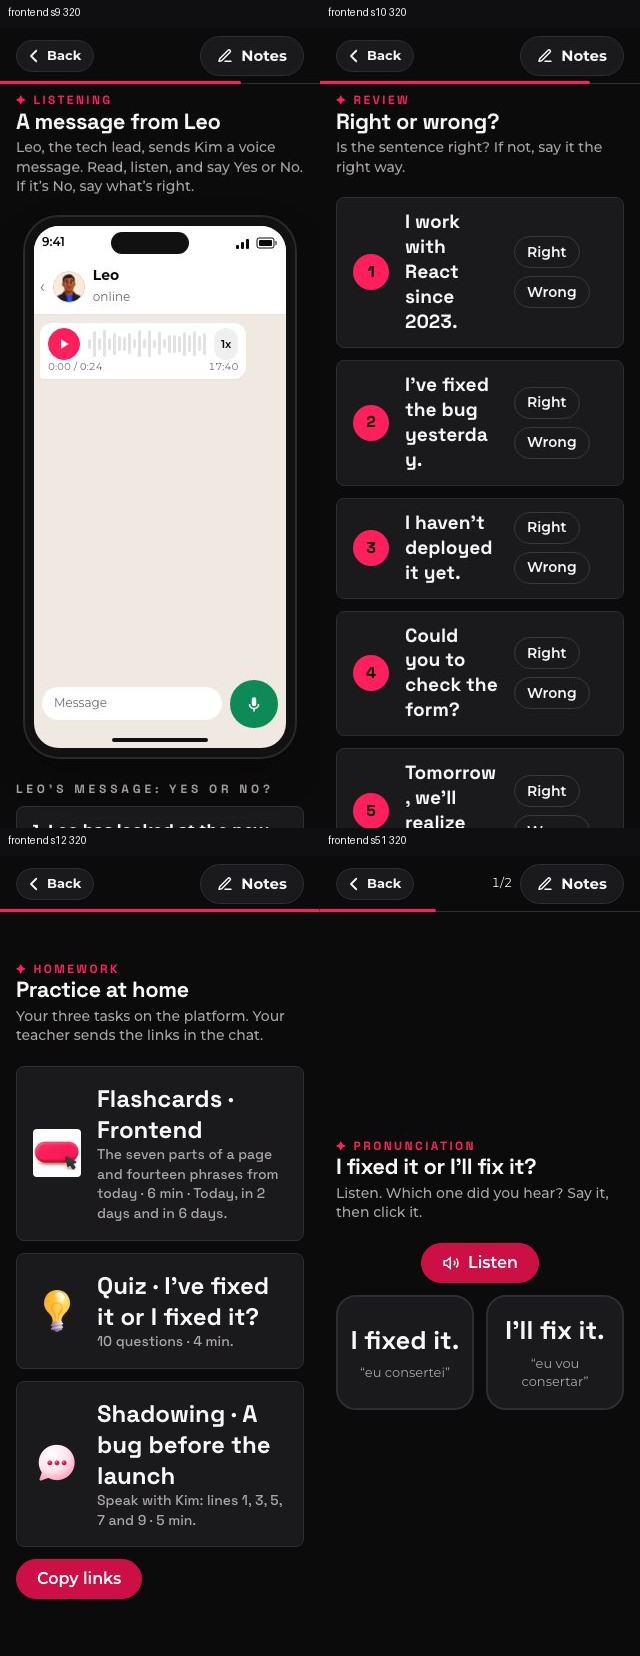 frontend s9 320
Back
Notes
LISTENING
A message from Leo
Leo, the tech lead, sends Kim a voice
message. Read, listen, and say Yes or No.
If it's No, say what's right.
9:41
Leo
online
1x
0:00 / 0:24
17:40
Message
LEO'S MESSAGE: YES OR NO?
frontend s10 320
Back
Notes
REVIEW
Right or wrong?
Is the sentence right? If not, say it the
right way.
1
I work
with
React
since
2023.
Right
Wrong
2
I've fixed
the bug
yesterda
y.
Right
Wrong
3
I haven't
deployed
it yet.
Right
Wrong
4
Could
you to
check the
form?
Right
Wrong
5
Tomorrow
, we'll
realize
Right
frontend s12 320
Back
Notes
HOMEWORK
Practice at home
Your three tasks on the platform. Your
teacher sends the links in the chat.
Flashcards ·
Frontend
The seven parts of a page
and fourteen phrases from
today · 6 min · Today, in 2
days and in 6 days.
Quiz · I've fixed
it or I fixed it?
10 questions · 4 min.
Shadowing · A
bug before the
launch
Speak with Kim: lines 1, 3, 5,
7 and 9 · 5 min.
Copy links
frontend s51 320
Back
1/2
Notes
PRONUNCIATION
I fixed it or I'll fix it?
Listen. Which one did you hear? Say it,
then click it.
Listen
I fixed it.
"eu consertei"
I'll fix it.
"eu vou
consertar"